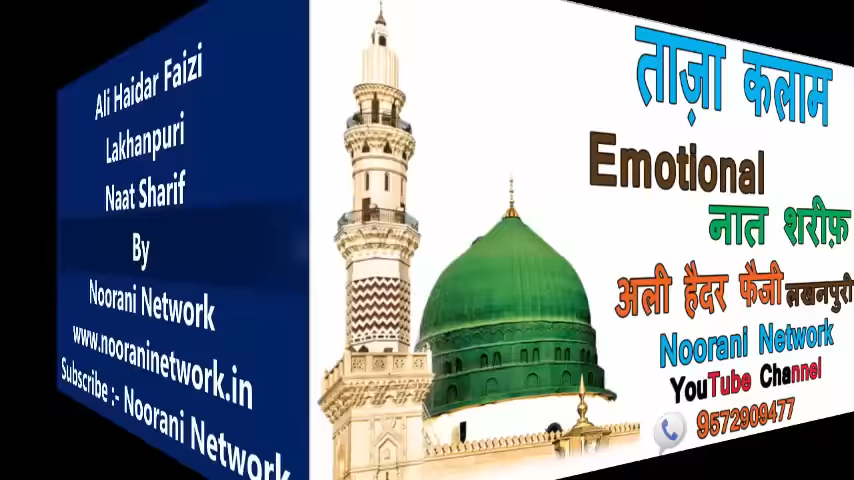 Ali Haidar Faizi
Lakhanpuri
Naat Sharif
By
Noorani Network
www.nooraninetwork.in
Subscribe :- Noorani Network
ताज़ा कलाम
Emotional
नात शरीफ़
अली हैदर फैजी लखनपुरी
Noorani Network
YouTube Channel
9572909477